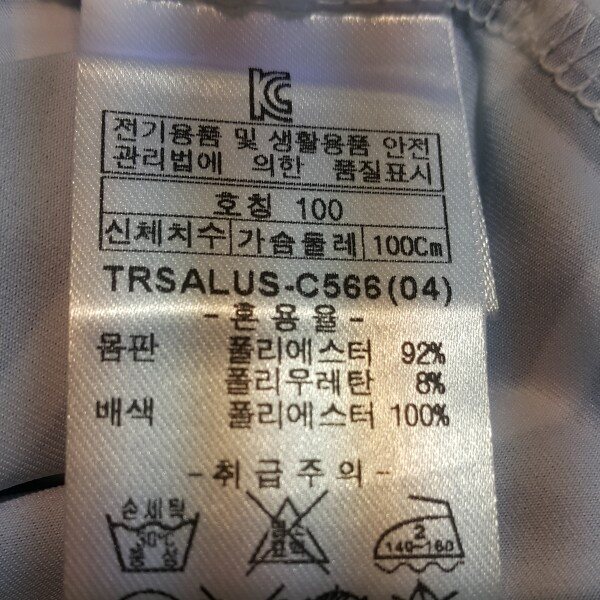 KC
전기용품 및 생활용품 안전
관리법에 의한 품질표시
호칭 100
신체치수 가슴둘레 100Cm
TRSALUS-C566(04)
- 혼용율 -
몸판 폴리에스터 92%
폴리우레탄 8%
배색 폴리에스터 100%
- 취급주의 -
손세탁
30℃
중성
2
140~160